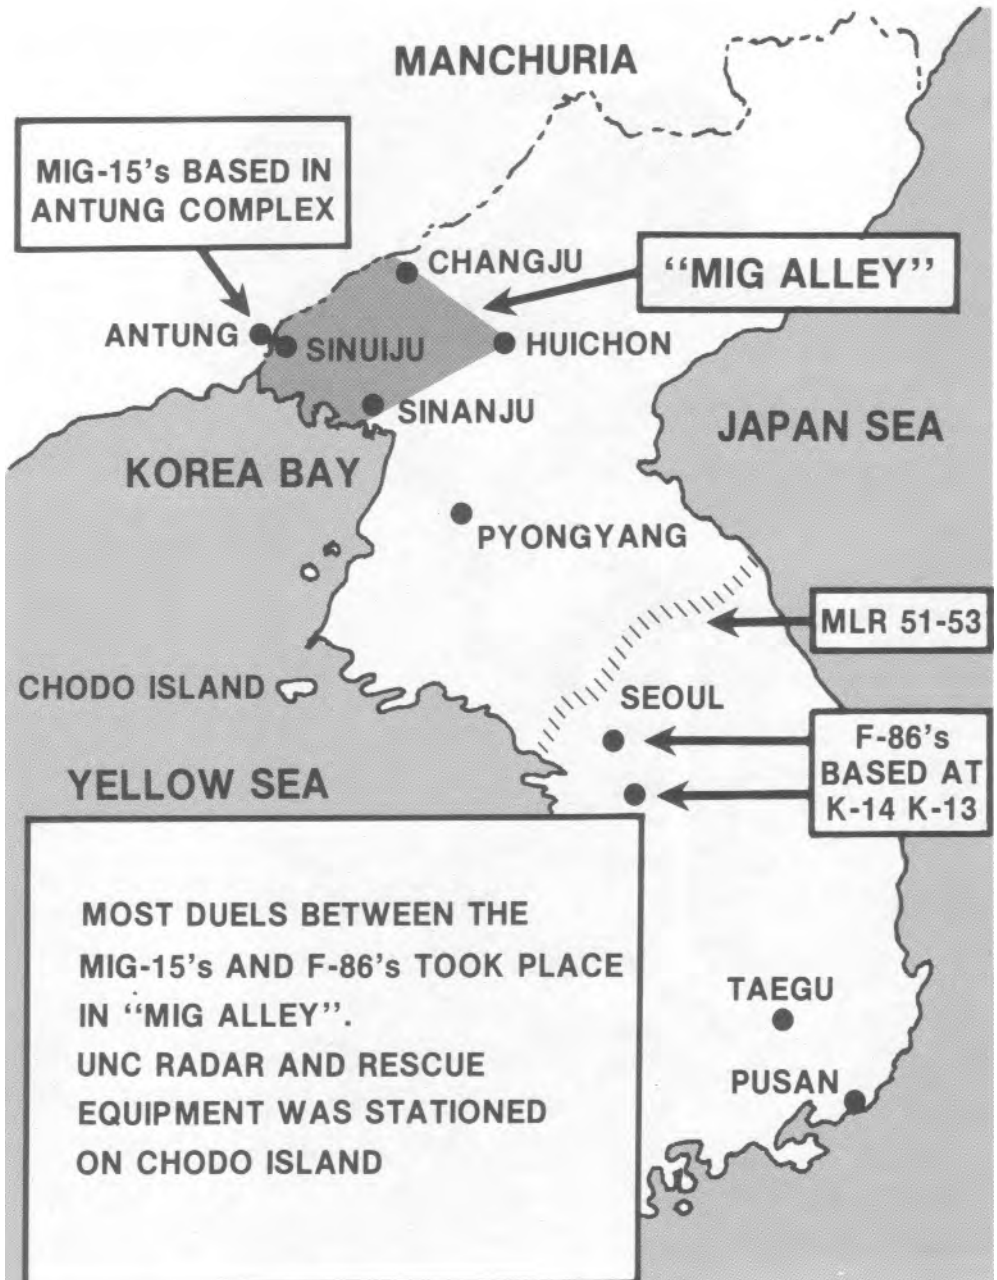 MANCHURIA
MIG-15's BASED IN
ANTUNG COMPLEX
CHANGJU
“MIG ALLEY”
ANTUNG
SINUIJU
HUICHON
SINANJU
JAPAN SEA
KOREA BAY
PYONGYANG
MLR 51-53
CHODO ISLAND
SEOUL
F-86's
BASED AT
K-14 K-13
YELLOW SEA
MOST DUELS BETWEEN THE
MIG-15's AND F-86's TOOK PLACE
IN “MIG ALLEY”.
UNC RADAR AND RESCUE
EQUIPMENT WAS STATIONED
ON CHODO ISLAND
TAEGU
PUSAN